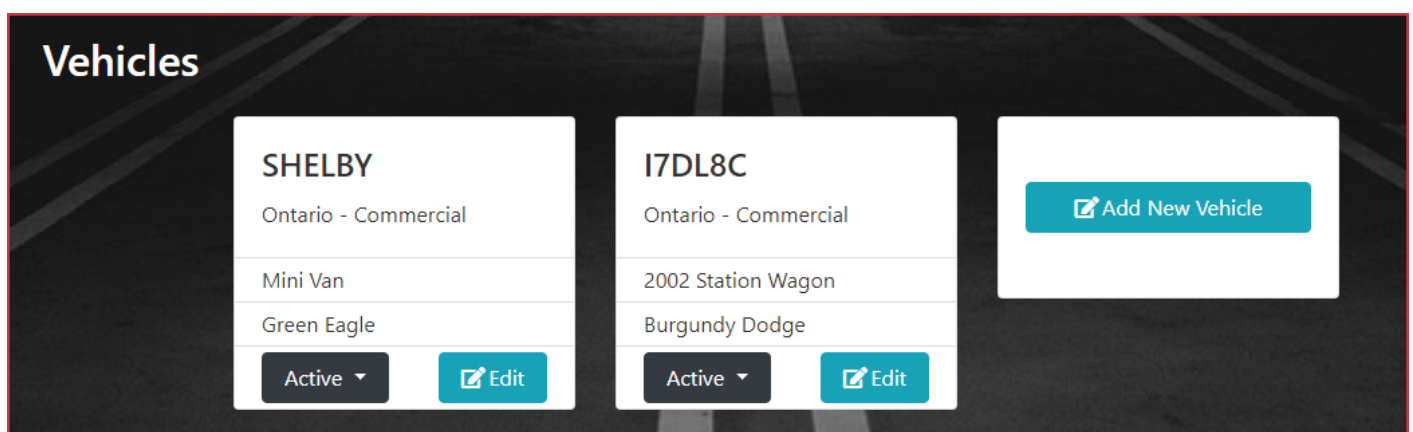 Vehicles
SHELBY
Ontario - Commercial
Mini Van
Green Eagle
Active
Edit
I7DL8C
Ontario - Commercial
2002 Station Wagon
Burgundy Dodge
Active
Edit
Add New Vehicle